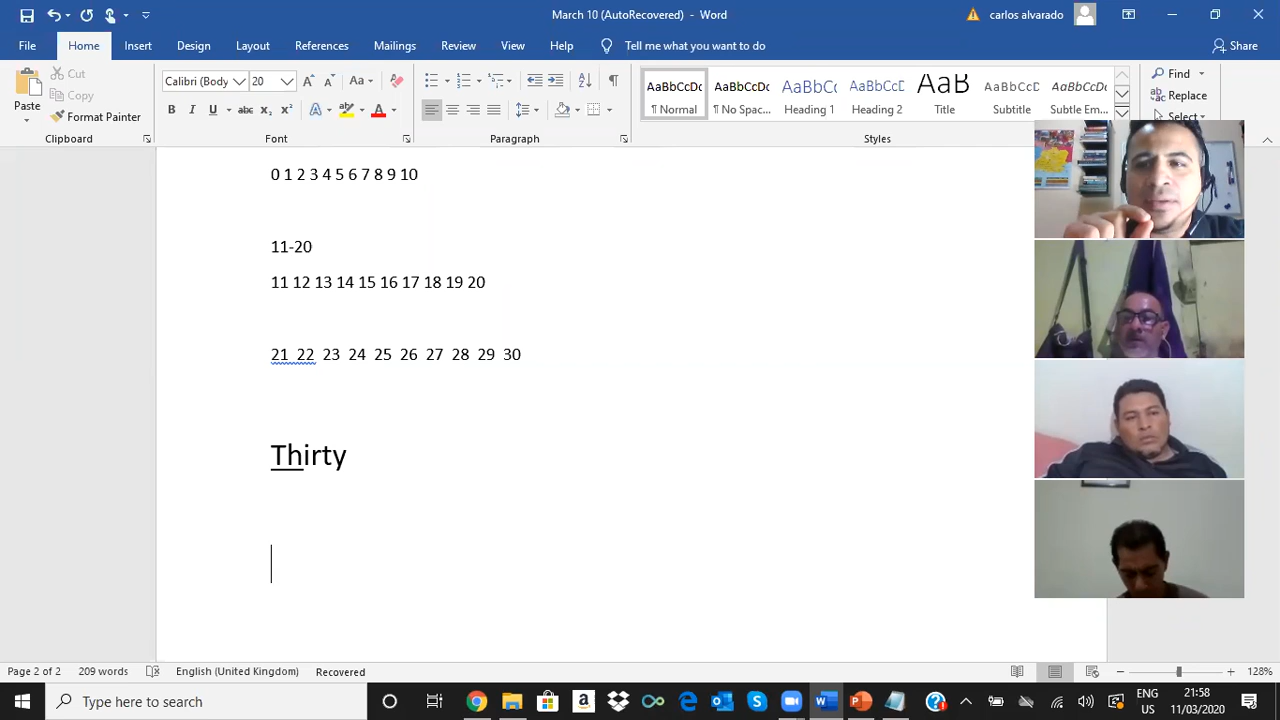 March 10 (AutoRecovered) - Word
carlos alvarado
File Home Insert Design Layout References Mailings Review View Help Tell me what you want to do Share
Paste
Cut
Copy
Format Painter
Clipboard
Calibri (Body 20
Font
Paragraph
AaBbCcDc AaBbCcDc AaBbCc AaBbCcD AaB AaBbCcD AaBbCcDc
¶ Normal ¶ No Spac... Heading 1 Heading 2 Title Subtitle Subtle Em...
Styles
Find
Replace
Select
0 1 2 3 4 5 6 7 8 9 10
11-20
11 12 13 14 15 16 17 18 19 20
21 22 23 24 25 26 27 28 29 30
Thirty
Page 2 of 2 209 words English (United Kingdom) Recovered 128%
Type here to search
ENG
IG
21:58
11/03/2020